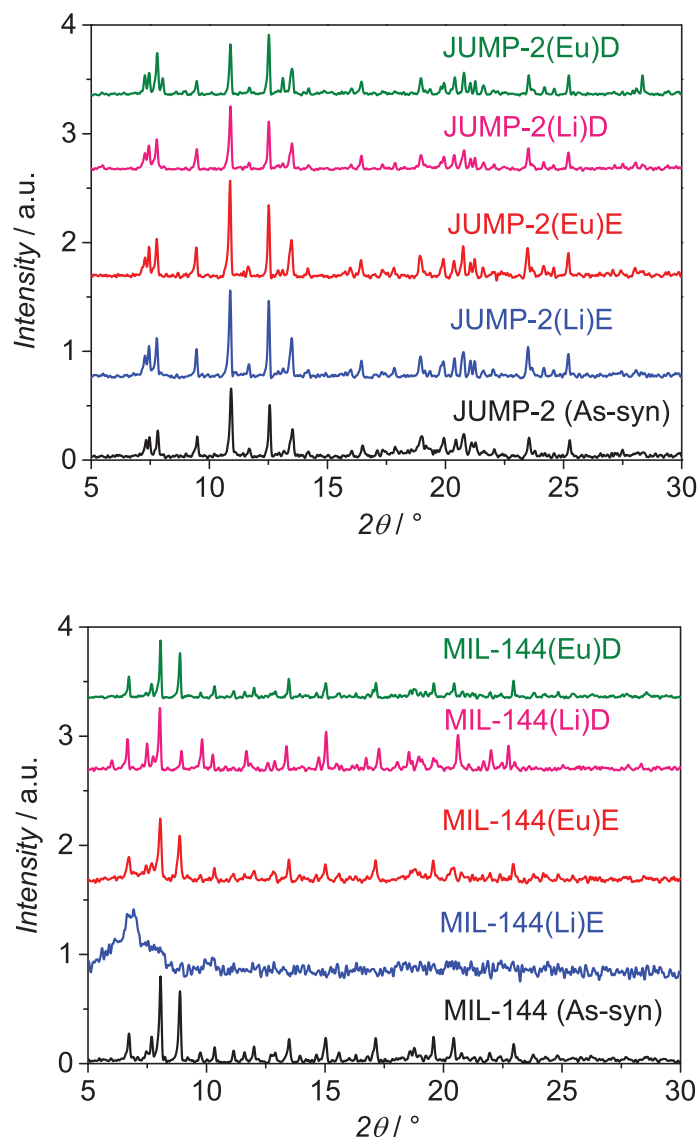 4
JUMP-2(Eu)D
3
JUMP-2(Li)D
Intensity / a.u.
2
JUMP-2(Eu)E
1
JUMP-2(Li)E
JUMP-2 (As-syn)
0
5 10 15 20 25 30
2θ / °
4
MIL-144(Eu)D
3
MIL-144(Li)D
Intensity / a.u.
2
MIL-144(Eu)E
1
MIL-144(Li)E
MIL-144 (As-syn)
0
5 10 15 20 25 30
2θ / °